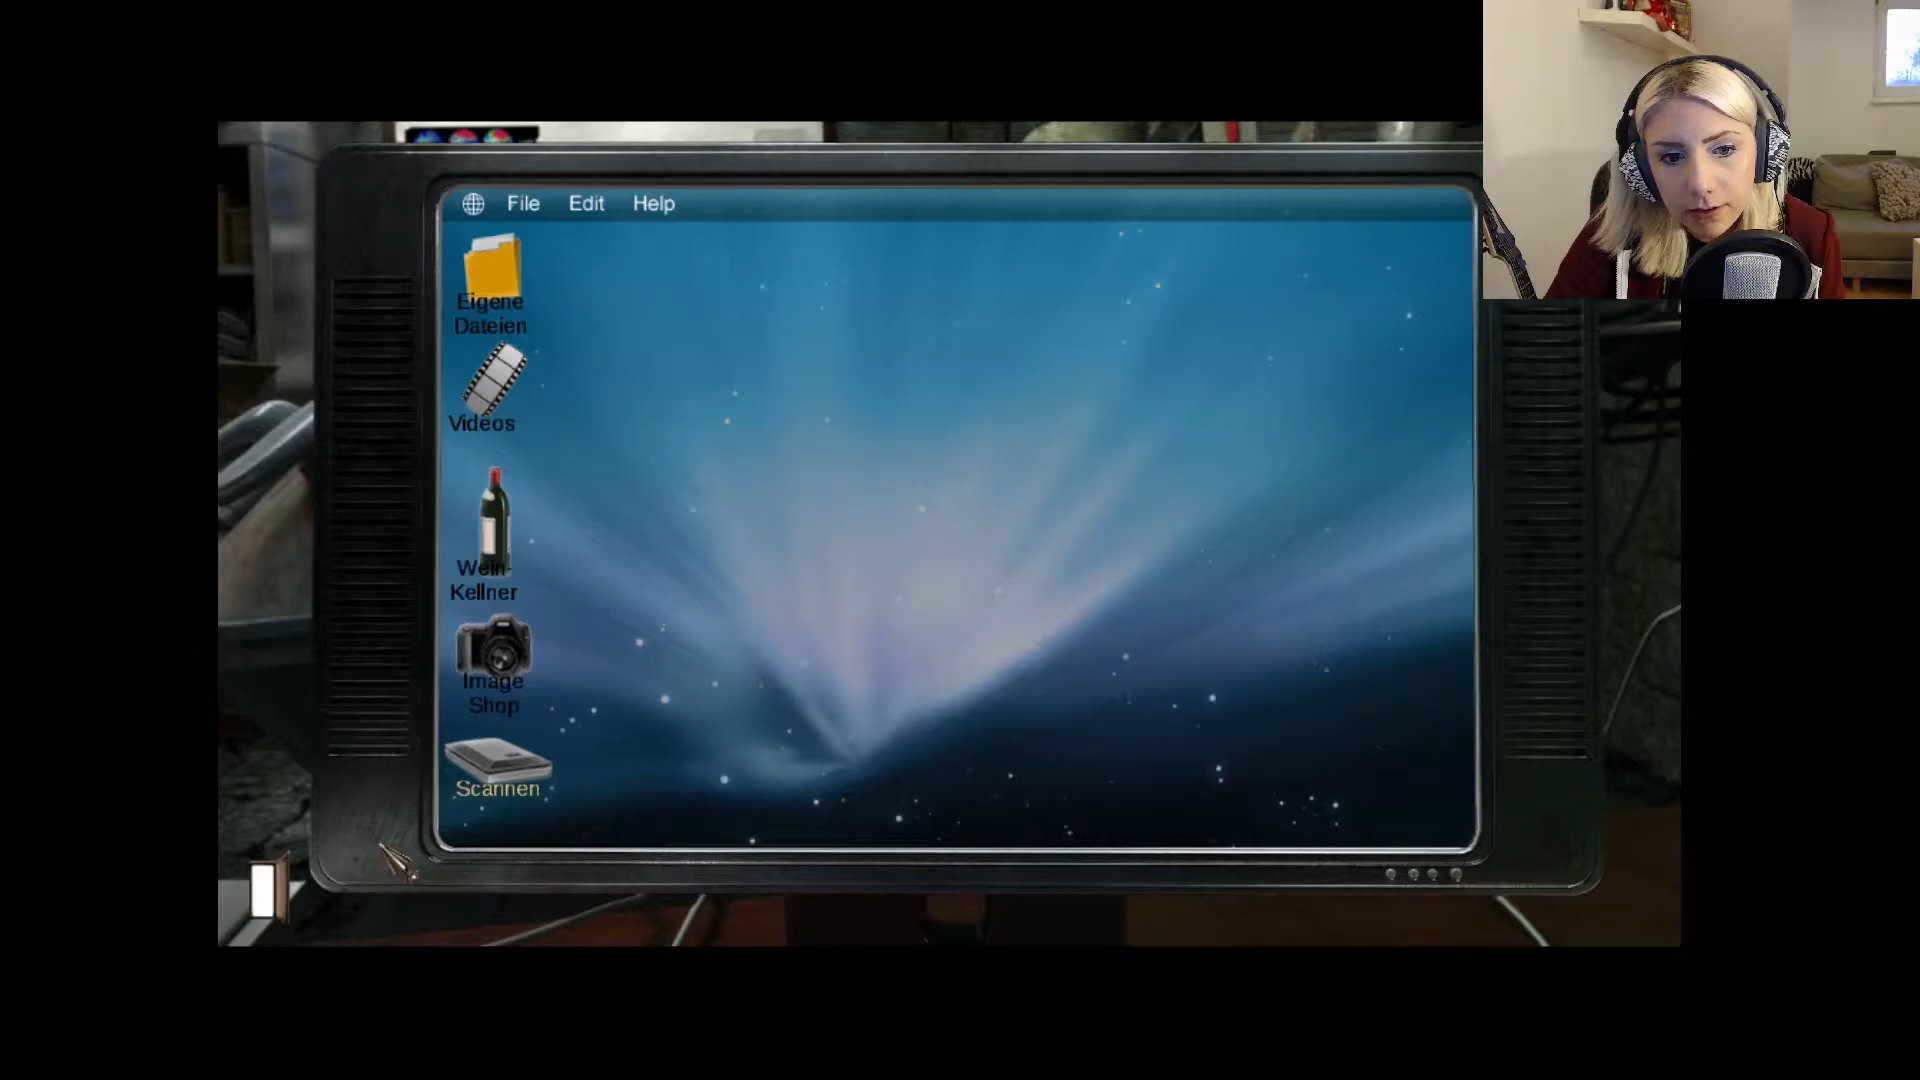 File Edit Help
Eigene
Dateien
Videos
Wein-
Kellner
Image
Shop
Scannen